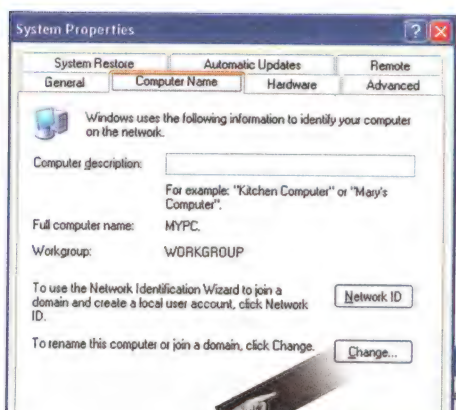 System Properties
System Restore Automatic Updates Remote
General Computer Name Hardware Advanced
Windows uses the following information to identify your computer
on the network.
Computer description:
For example: "Kitchen Computer" or "Mary's
Computer".
Full computer name: MYPC.
Workgroup: WORKGROUP
To use the Network Identification Wizard to join a
domain and create a local user account, click Network
ID.
Network ID
To rename this computer or join a domain, click Change.
Change...